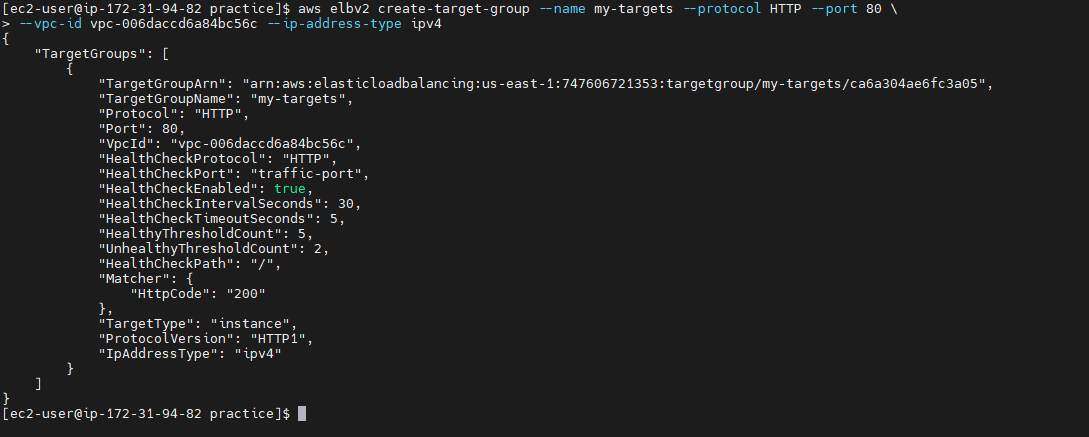 [ec2-user@ip-172-31-94-82 practice]$ aws elbv2 create-target-group --name my-targets --protocol HTTP --port 80 \
> --vpc-id vpc-006daccd6a84bc56c --ip-address-type ipv4
{
    "TargetGroups": [
        {
            "TargetGroupArn": "arn:aws:elasticloadbalancing:us-east-1:747606721353:targetgroup/my-targets/ca6a304ae6fc3a05",
            "TargetGroupName": "my-targets",
            "Protocol": "HTTP",
            "Port": 80,
            "VpcId": "vpc-006daccd6a84bc56c",
            "HealthCheckProtocol": "HTTP",
            "HealthCheckPort": "traffic-port",
            "HealthCheckEnabled": true,
            "HealthCheckIntervalSeconds": 30,
            "HealthCheckTimeoutSeconds": 5,
            "HealthyThresholdCount": 5,
            "UnhealthyThresholdCount": 2,
            "HealthCheckPath": "/",
            "Matcher": {
                "HttpCode": "200"
            },
            "TargetType": "instance",
            "ProtocolVersion": "HTTP1",
            "IpAddressType": "ipv4"
        }
    ]
}
[ec2-user@ip-172-31-94-82 practice]$